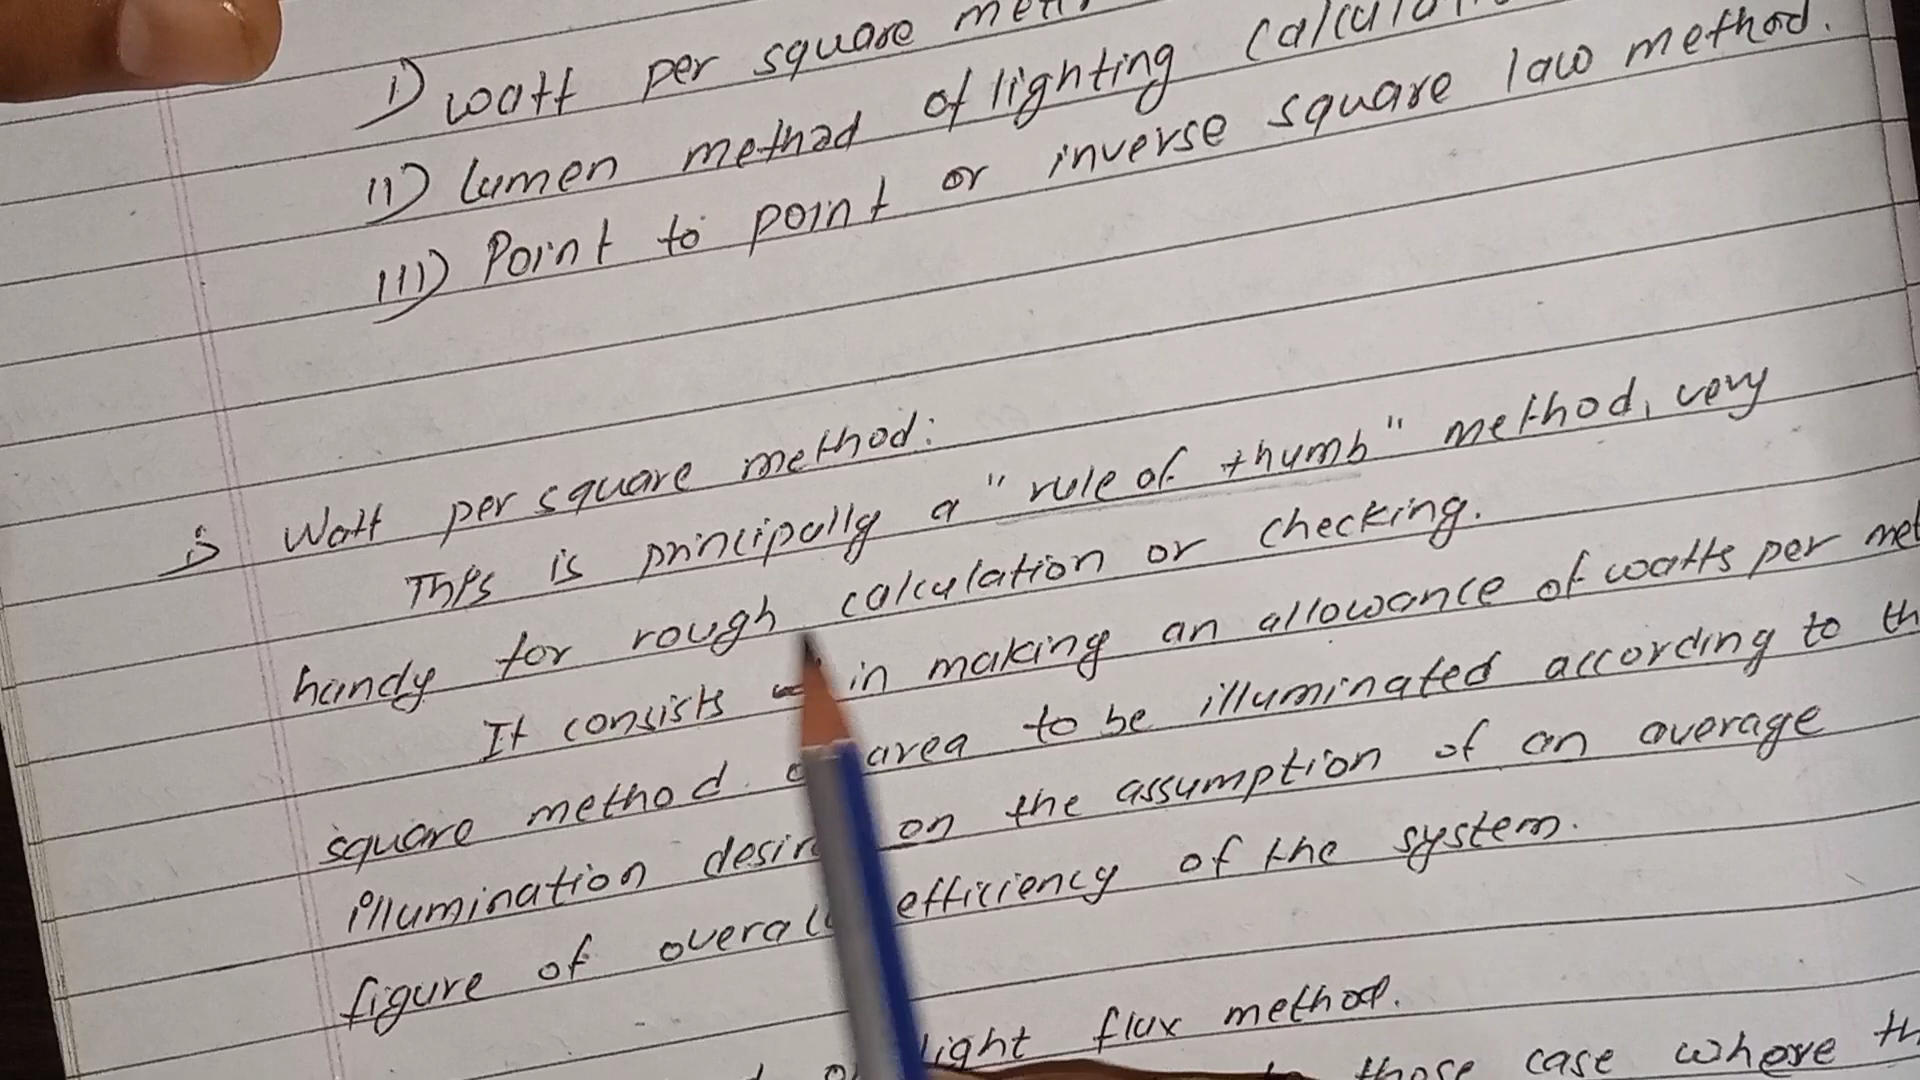 i) watt per square
ii) lumen method of lighting
iii) Point to point or inverse square law method.
i) Watt per square method:
This is principally a "rule of thumb" method, very
handy for rough calculation or checking.
It consists in making an allowance of watts per
square method area to be illuminated according to
illumination on the assumption of an average
figure of overall efficiency of the system.
light flux method.
those case where